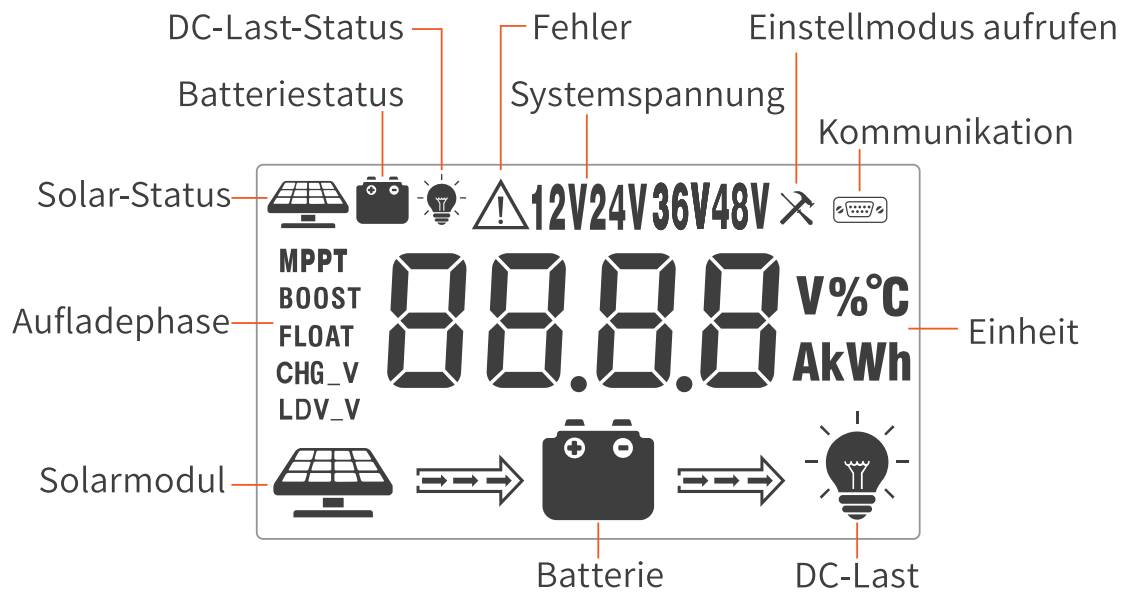 DC-Last-Status
Fehler
Einstellmodus aufrufen
Batteriestatus
Systemspannung
Kommunikation
Solar-Status
12V24V36V48V
MPPT
BOOST
FLOAT
CHG_V
LDV_V
Aufladephase
88.8.8
V%°C
AkWh
Einheit
Solarmodul
Batterie
DC-Last